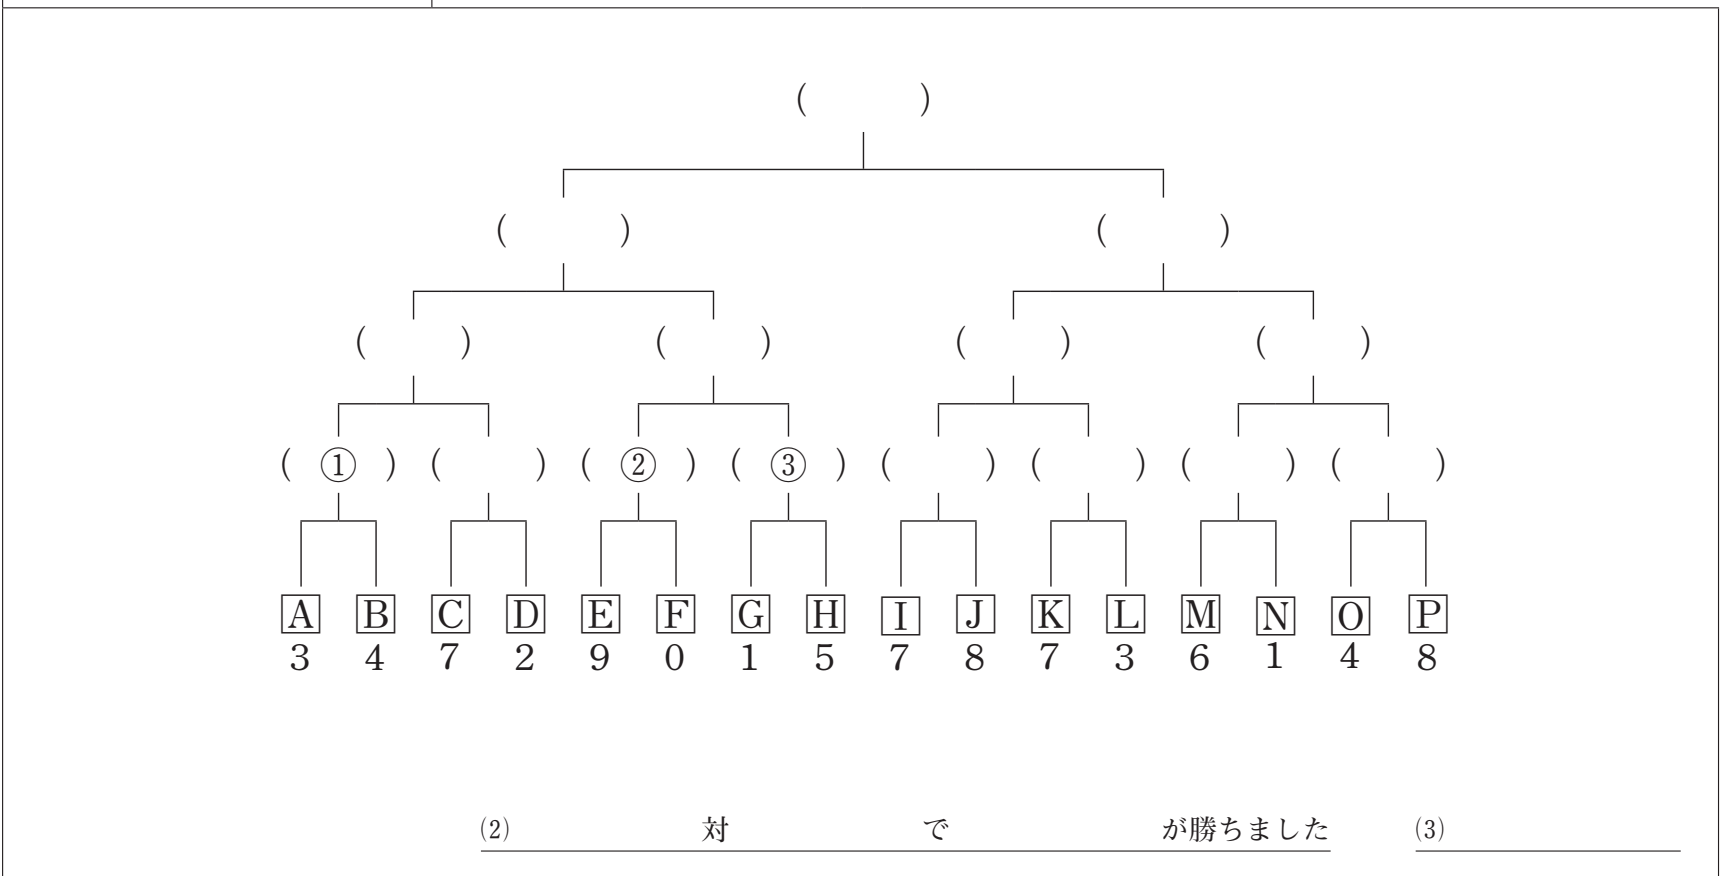 ( )
( ) ( )
( ) ( ) ( ) ( )
( ① ) ( ) ( ② ) ( ③ ) ( ) ( ) ( ) ( )
A B C D E F G H I J K L M N O P
3 4 7 2 9 0 1 5 7 8 7 3 6 1 4 8
⑵ 対 で が勝ちました ⑶